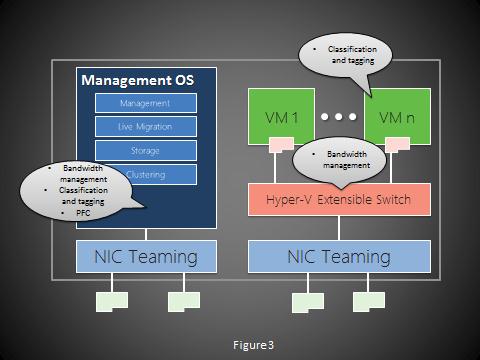 • Classification
and tagging
Management OS
Management
Live Migration
Storage
Clustering
• Bandwidth
management
• Classification
and tagging
• PFC
VM 1
VM n
• Bandwidth
management
Hyper-V Extensible Switch
NIC Teaming
NIC Teaming
Figure3